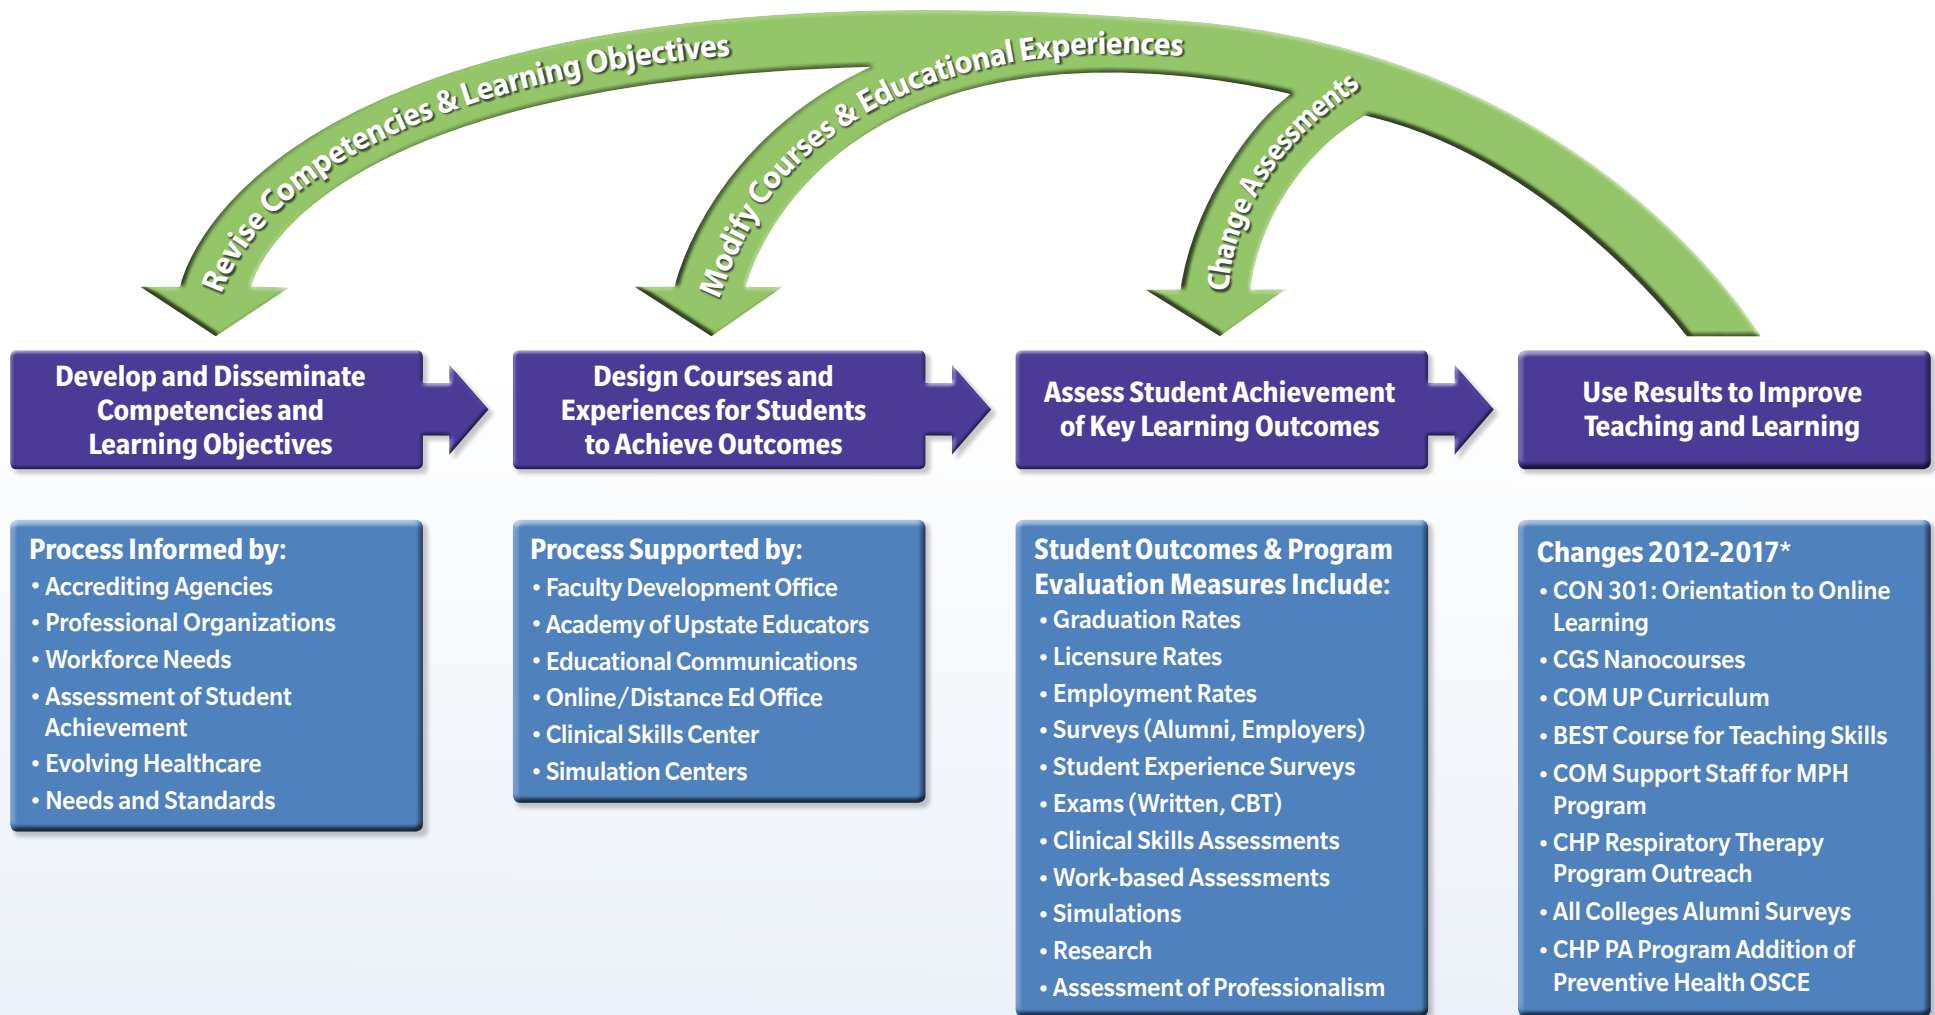 Revise Competencies & Learning Objectives
Modify Courses & Educational Experiences
Change Assessments
Develop and Disseminate
Competencies and
Learning Objectives
Design Courses and
Experiences for Students
to Achieve Outcomes
Assess Student Achievement
of Key Learning Outcomes
Use Results to Improve
Teaching and Learning
Process Informed by:
• Accrediting Agencies
• Professional Organizations
• Workforce Needs
• Assessment of Student
Achievement
• Evolving Healthcare
• Needs and Standards
Process Supported by:
• Faculty Development Office
• Academy of Upstate Educators
• Educational Communications
• Online/Distance Ed Office
• Clinical Skills Center
• Simulation Centers
Student Outcomes & Program
Evaluation Measures Include:
• Graduation Rates
• Licensure Rates
• Employment Rates
• Surveys (Alumni, Employers)
• Student Experience Surveys
• Exams (Written, CBT)
• Clinical Skills Assessments
• Work-based Assessments
• Simulations
• Research
• Assessment of Professionalism
Changes 2012-2017*
• CON 301: Orientation to Online
Learning
• CGS Nanocourses
• COM UP Curriculum
• BEST Course for Teaching Skills
• COM Support Staff for MPH
Program
• CHP Respiratory Therapy
Program Outreach
• All Colleges Alumni Surveys
• CHP PA Program Addition of
Preventive Health OSCE